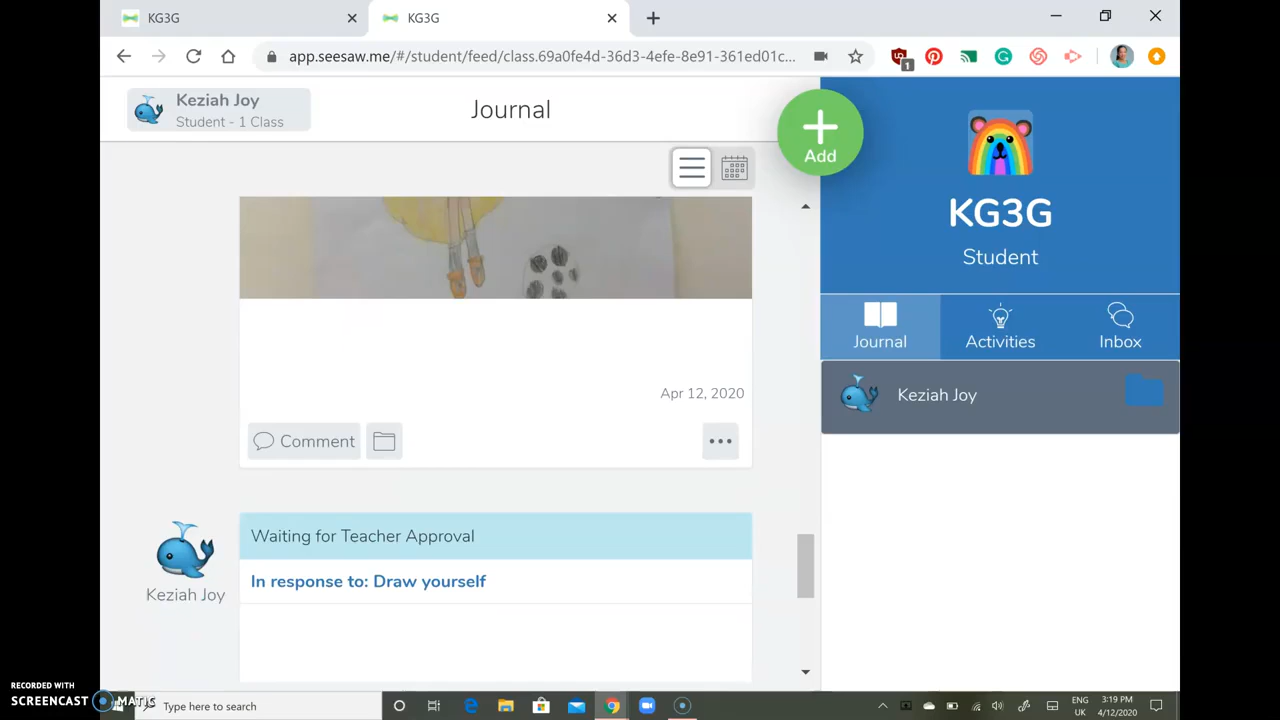 KG3G
KG3G
app.seesaw.me/#/student/feed/class.69a0fe4d-36d3-4efe-8e91-361ed01c...
1
Keziah Joy
Student - 1 Class
Journal
Add
KG3G
Student
Journal
Activities
Inbox
Keziah Joy
Apr 12, 2020
Comment
Waiting for Teacher Approval
In response to: Draw yourself
Keziah Joy
RECORDED WITH
SCREENCAST MATIC
Type here to search
ENG
UK
3:19 PM
4/12/2020